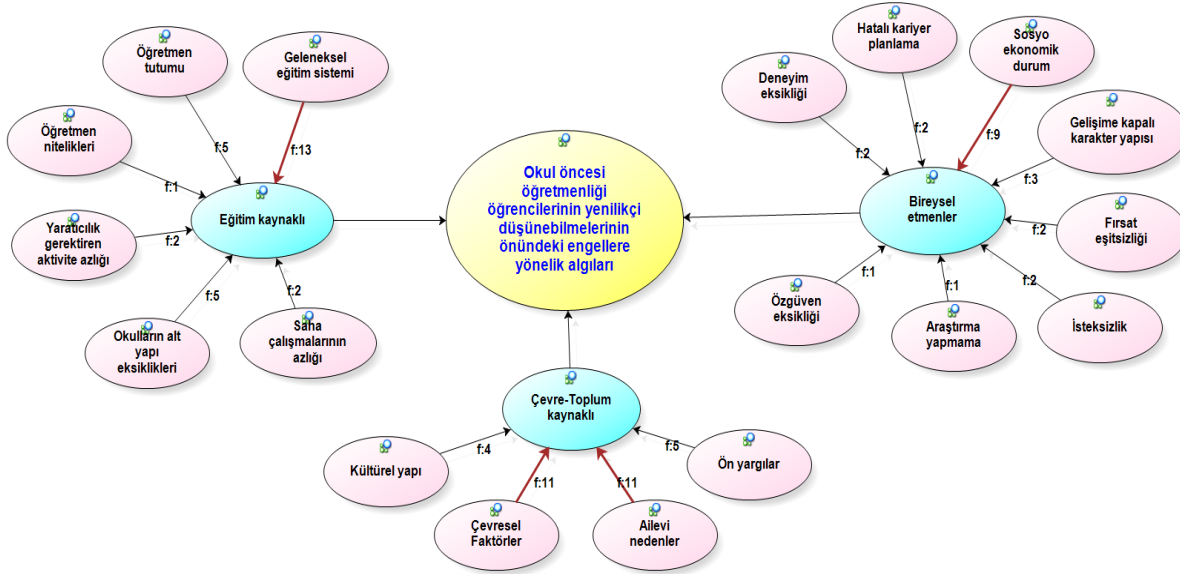 Öğretmen
tutumu
Geleneksel
eğitim sistemi
Öğretmen
nitelikleri
f:5
f:13
f:1
Eğitim kaynaklı
Yaratıcılık
gerektiren
aktivite azlığı
f:2
f:5
f:2
Okulların alt
yapı
eksiklikleri
Saha
çalışmalarının
azlığı
Okul öncesi
öğretmenliği
öğrencilerinin yenilikçi
düşünebilmelerinin
önündeki engellere
yönelik algıları
Hatalı kariyer
planlama
Sosyo
ekonomik
durum
Deneyim
eksikliği
Gelişime kapalı
karakter yapısı
f:2
f:2
f:9
f:3
Bireysel
etmenler
Fırsat
eşitsizliği
f:2
f:1
f:1
f:2
Özgüven
eksikliği
Araştırma
yapmama
İsteksizlik
Çevre-Toplum
kaynaklı
f:4
f:5
Kültürel yapı
Ön yargılar
f:11
f:11
Çevresel
Faktörler
Ailevi
nedenler